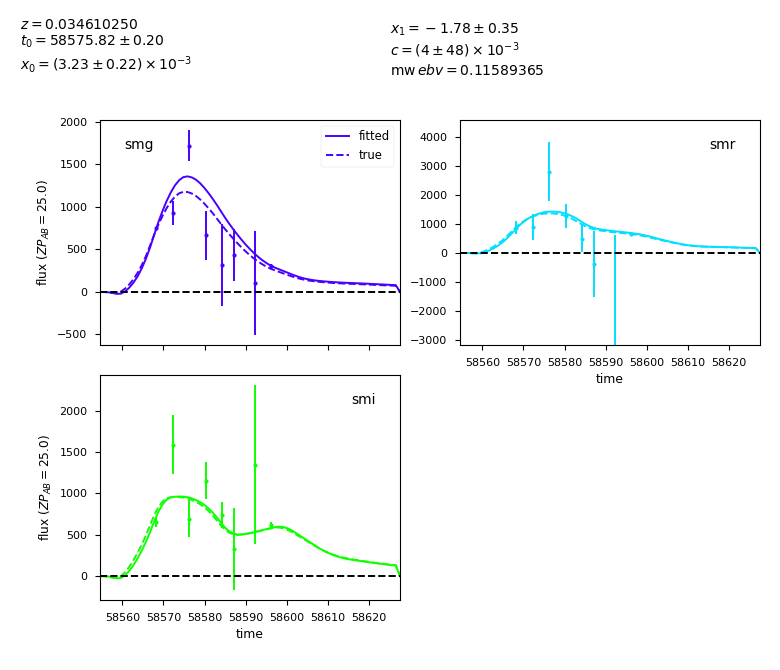 z = 0.034610250
t₀ = 58575.82 ± 0.20
x₀ = (3.23 ± 0.22) × 10⁻³
x₁ = −1.78 ± 0.35
c = (4 ± 48) × 10⁻³
mw ebv = 0.11589365
smg
fitted
true
2000
1500
1000
500
0
−500
flux (ZP_AB = 25.0)
smr
4000
3000
2000
1000
0
−1000
−2000
−3000
58560 58570 58580 58590 58600 58610 58620
time
smi
2000
1500
1000
500
0
flux (ZP_AB = 25.0)
58560 58570 58580 58590 58600 58610 58620
time